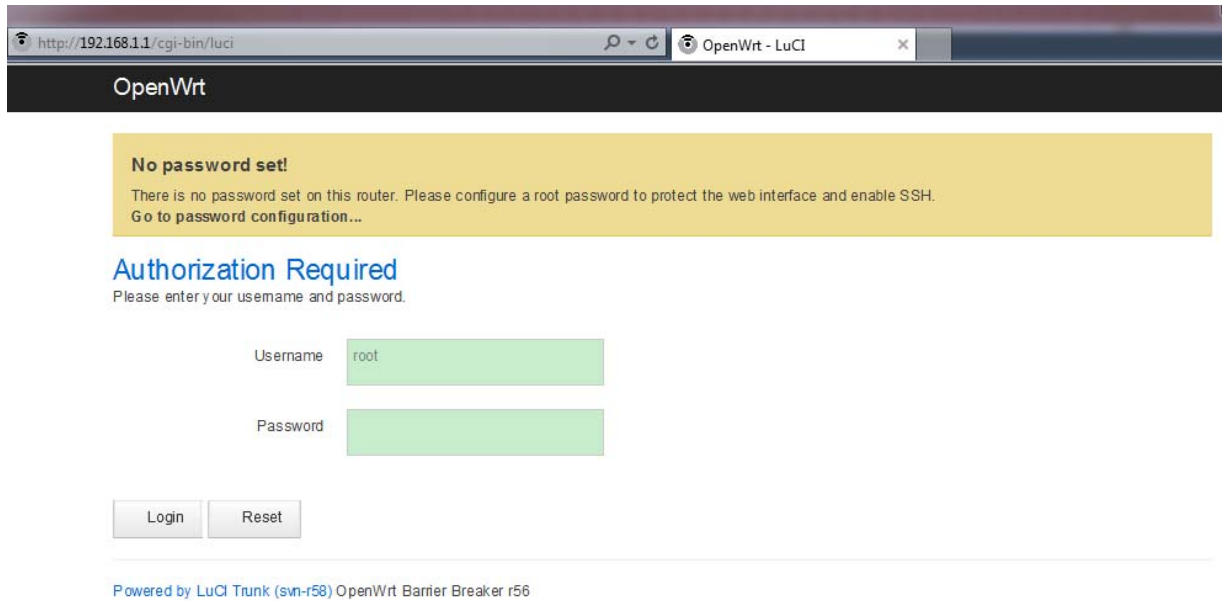 http://192.168.1.1/cgi-bin/luci
OpenWrt - LuCI
OpenWrt
No password set!
There is no password set on this router. Please configure a root password to protect the web interface and enable SSH.
Go to password configuration...
Authorization Required
Please enter your username and password.
Username root
Password
Login Reset
Powered by LuCI Trunk (svn-r58) OpenWrt Barrier Breaker r56